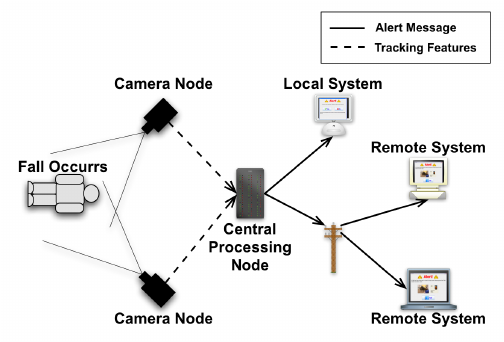 Alert Message
Tracking Features
Camera Node
Local System
Fall Occurrs
Remote System
Central
Processing
Node
Camera Node
Remote System